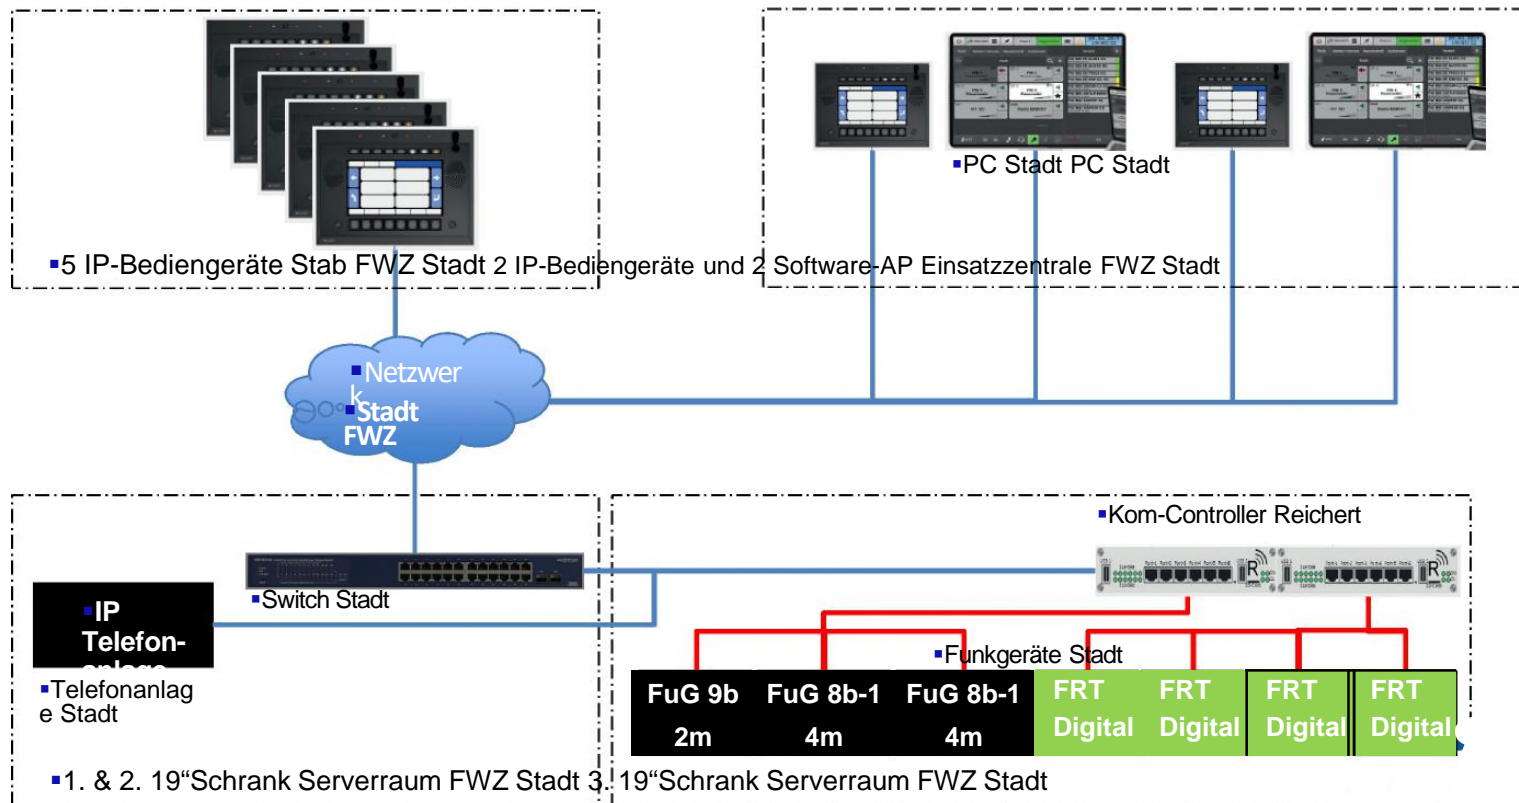 PC Stadt PC Stadt
5 IP-Bediengeräte Stab FWZ Stadt 2 IP-Bediengeräte und 2 Software-AP Einsatzzentrale FWZ Stadt
Netzwer
k
Stadt
FWZ
Kom-Controller Reichert
Switch Stadt
IP
Telefon-
anlage
Telefonanlag
e Stadt
Funkgeräte Stadt
FuG 9b
2m
FuG 8b-1
4m
FuG 8b-1
4m
FRT
Digital
FRT
Digital
FRT
Digital
FRT
Digital
1. & 2. 19“Schrank Serverraum FWZ Stadt 3. 19“Schrank Serverraum FWZ Stadt